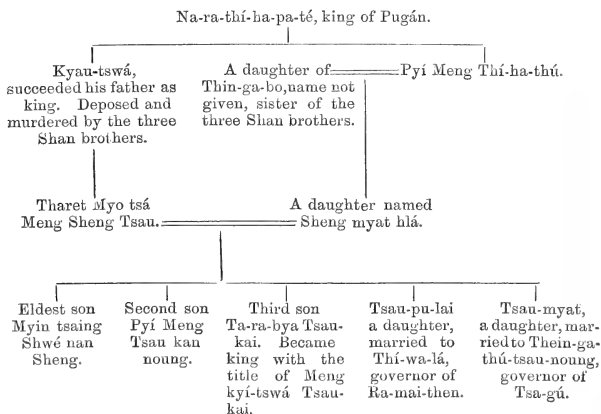 Na-ra-thí-ha-pa-té, king of Pugán.
Kyau-tswá,
succeeded his father as
king. Deposed and
murdered by the three
Shan brothers.
A daughter of
Thin-ga-bo, name not
given, sister of the
three Shan brothers.
Pyí Meng Thí-ha-thú.
Tharet Myo tsá
Meng Sheng Tsau.
A daughter named
Sheng myat hlá.
Eldest son
Myin tsaing
Shwé nan
Sheng.
Second son
Pyí Meng
Tsau kan
noung.
Third son
Ta-ra-bya Tsau-
kai. Became
king with the
title of Meng
kyí-tswá Tsau-
kai.
Tsau-pu-lai
a daughter,
married to
Thí-wa-lá,
governor of
Ra-mai-then.
Tsau-myat,
a daughter, mar-
ried to Thein-ga-
thú-tsau-noung,
governor of
Tsa-gú.